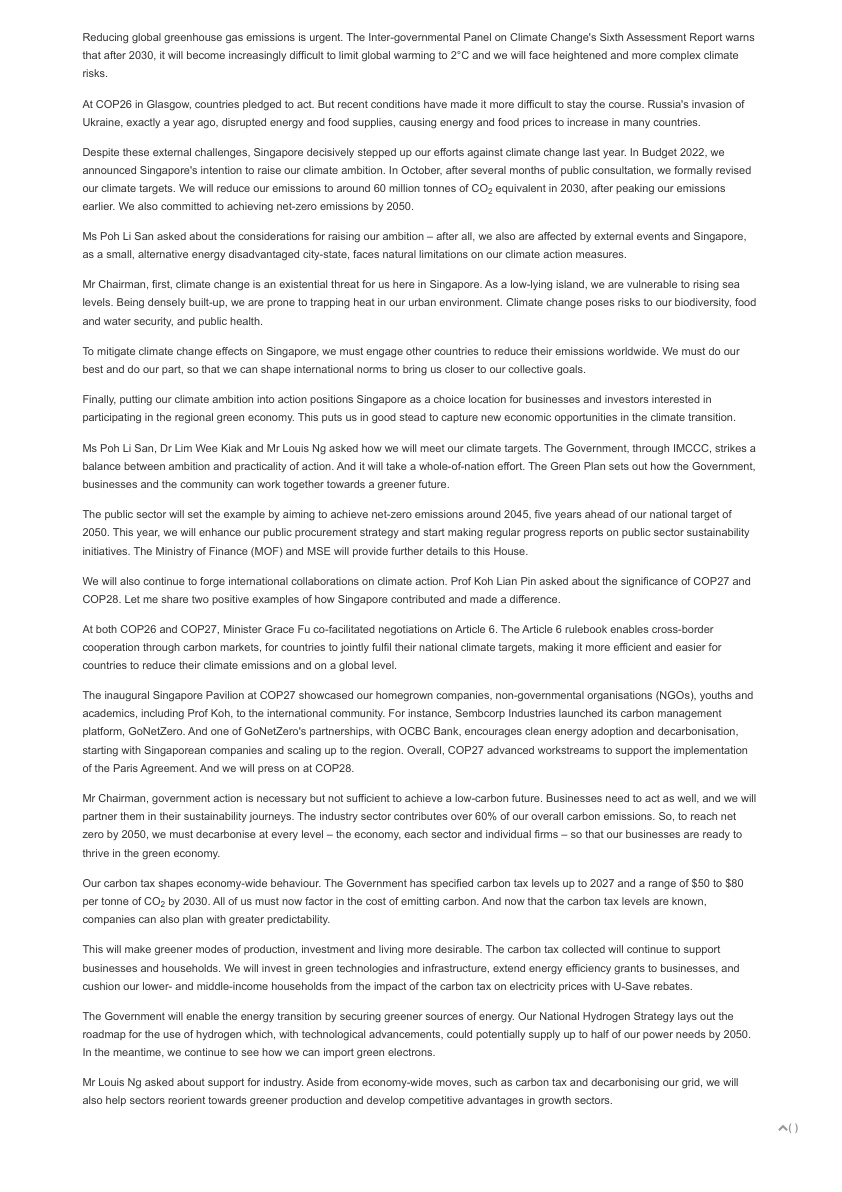 Reducing global greenhouse gas emissions is urgent. The Inter-governmental Panel on Climate Change's Sixth Assessment Report warns
that after 2030, it will become increasingly difficult to limit global warming to 2°C and we will face heightened and more complex climate
risks.
At COP26 in Glasgow, countries pledged to act. But recent conditions have made it more difficult to stay the course. Russia's invasion of
Ukraine, exactly a year ago, disrupted energy and food supplies, causing energy and food prices to increase in many countries.
Despite these external challenges, Singapore decisively stepped up our efforts against climate change last year. In Budget 2022, we
announced Singapore's intention to raise our climate ambition. In October, after several months of public consultation, we formally revised
our climate targets. We will reduce our emissions to around 60 million tonnes of CO₂ equivalent in 2030, after peaking our emissions
earlier. We also committed to achieving net-zero emissions by 2050.
Ms Poh Li San asked about the considerations for raising our ambition – after all, we also are affected by external events and Singapore,
as a small, alternative energy disadvantaged city-state, faces natural limitations on our climate action measures.
Mr Chairman, first, climate change is an existential threat for us here in Singapore. As a low-lying island, we are vulnerable to rising sea
levels. Being densely built-up, we are prone to trapping heat in our urban environment. Climate change poses risks to our biodiversity, food
and water security, and public health.
To mitigate climate change effects on Singapore, we must engage other countries to reduce their emissions worldwide. We must do our
best and do our part, so that we can shape international norms to bring us closer to our collective goals.
Finally, putting our climate ambition into action positions Singapore as a choice location for businesses and investors interested in
participating in the regional green economy. This puts us in good stead to capture new economic opportunities in the climate transition.
Ms Poh Li San, Dr Lim Wee Kiak and Mr Louis Ng asked how we will meet our climate targets. The Government, through IMCCC, strikes a
balance between ambition and practicality of action. And it will take a whole-of-nation effort. The Green Plan sets out how the Government,
businesses and the community can work together towards a greener future.
The public sector will set the example by aiming to achieve net-zero emissions around 2045, five years ahead of our national target of
2050. This year, we will enhance our public procurement strategy and start making regular progress reports on public sector sustainability
initiatives. The Ministry of Finance (MOF) and MSE will provide further details to this House.
We will also continue to forge international collaborations on climate action. Prof Koh Lian Pin asked about the significance of COP27 and
COP28. Let me share two positive examples of how Singapore contributed and made a difference.
At both COP26 and COP27, Minister Grace Fu co-facilitated negotiations on Article 6. The Article 6 rulebook enables cross-border
cooperation through carbon markets, for countries to jointly fulfil their national climate targets, making it more efficient and easier for
countries to reduce their climate emissions and on a global level.
The inaugural Singapore Pavilion at COP27 showcased our homegrown companies, non-governmental organisations (NGOs), youths and
academics, including Prof Koh, to the international community. For instance, Sembcorp Industries launched its carbon management
platform, GoNetZero. And one of GoNetZero's partnerships, with OCBC Bank, encourages clean energy adoption and decarbonisation,
starting with Singaporean companies and scaling up to the region. Overall, COP27 advanced workstreams to support the implementation
of the Paris Agreement. And we will press on at COP28.
Mr Chairman, government action is necessary but not sufficient to achieve a low-carbon future. Businesses need to act as well, and we will
partner them in their sustainability journeys. The industry sector contributes over 60% of our overall carbon emissions. So, to reach net
zero by 2050, we must decarbonise at every level – the economy, each sector and individual firms – so that our businesses are ready to
thrive in the green economy.
Our carbon tax shapes economy-wide behaviour. The Government has specified carbon tax levels up to 2027 and a range of $50 to $80
per tonne of CO₂ by 2030. All of us must now factor in the cost of emitting carbon. And now that the carbon tax levels are known,
companies can also plan with greater predictability.
This will make greener modes of production, investment and living more desirable. The carbon tax collected will continue to support
businesses and households. We will invest in green technologies and infrastructure, extend energy efficiency grants to businesses, and
cushion our lower- and middle-income households from the impact of the carbon tax on electricity prices with U-Save rebates.
The Government will enable the energy transition by securing greener sources of energy. Our National Hydrogen Strategy lays out the
roadmap for the use of hydrogen which, with technological advancements, could potentially supply up to half of our power needs by 2050.
In the meantime, we continue to see how we can import green electrons.
Mr Louis Ng asked about support for industry. Aside from economy-wide moves, such as carbon tax and decarbonising our grid, we will
also help sectors reorient towards greener production and develop competitive advantages in growth sectors.
( )